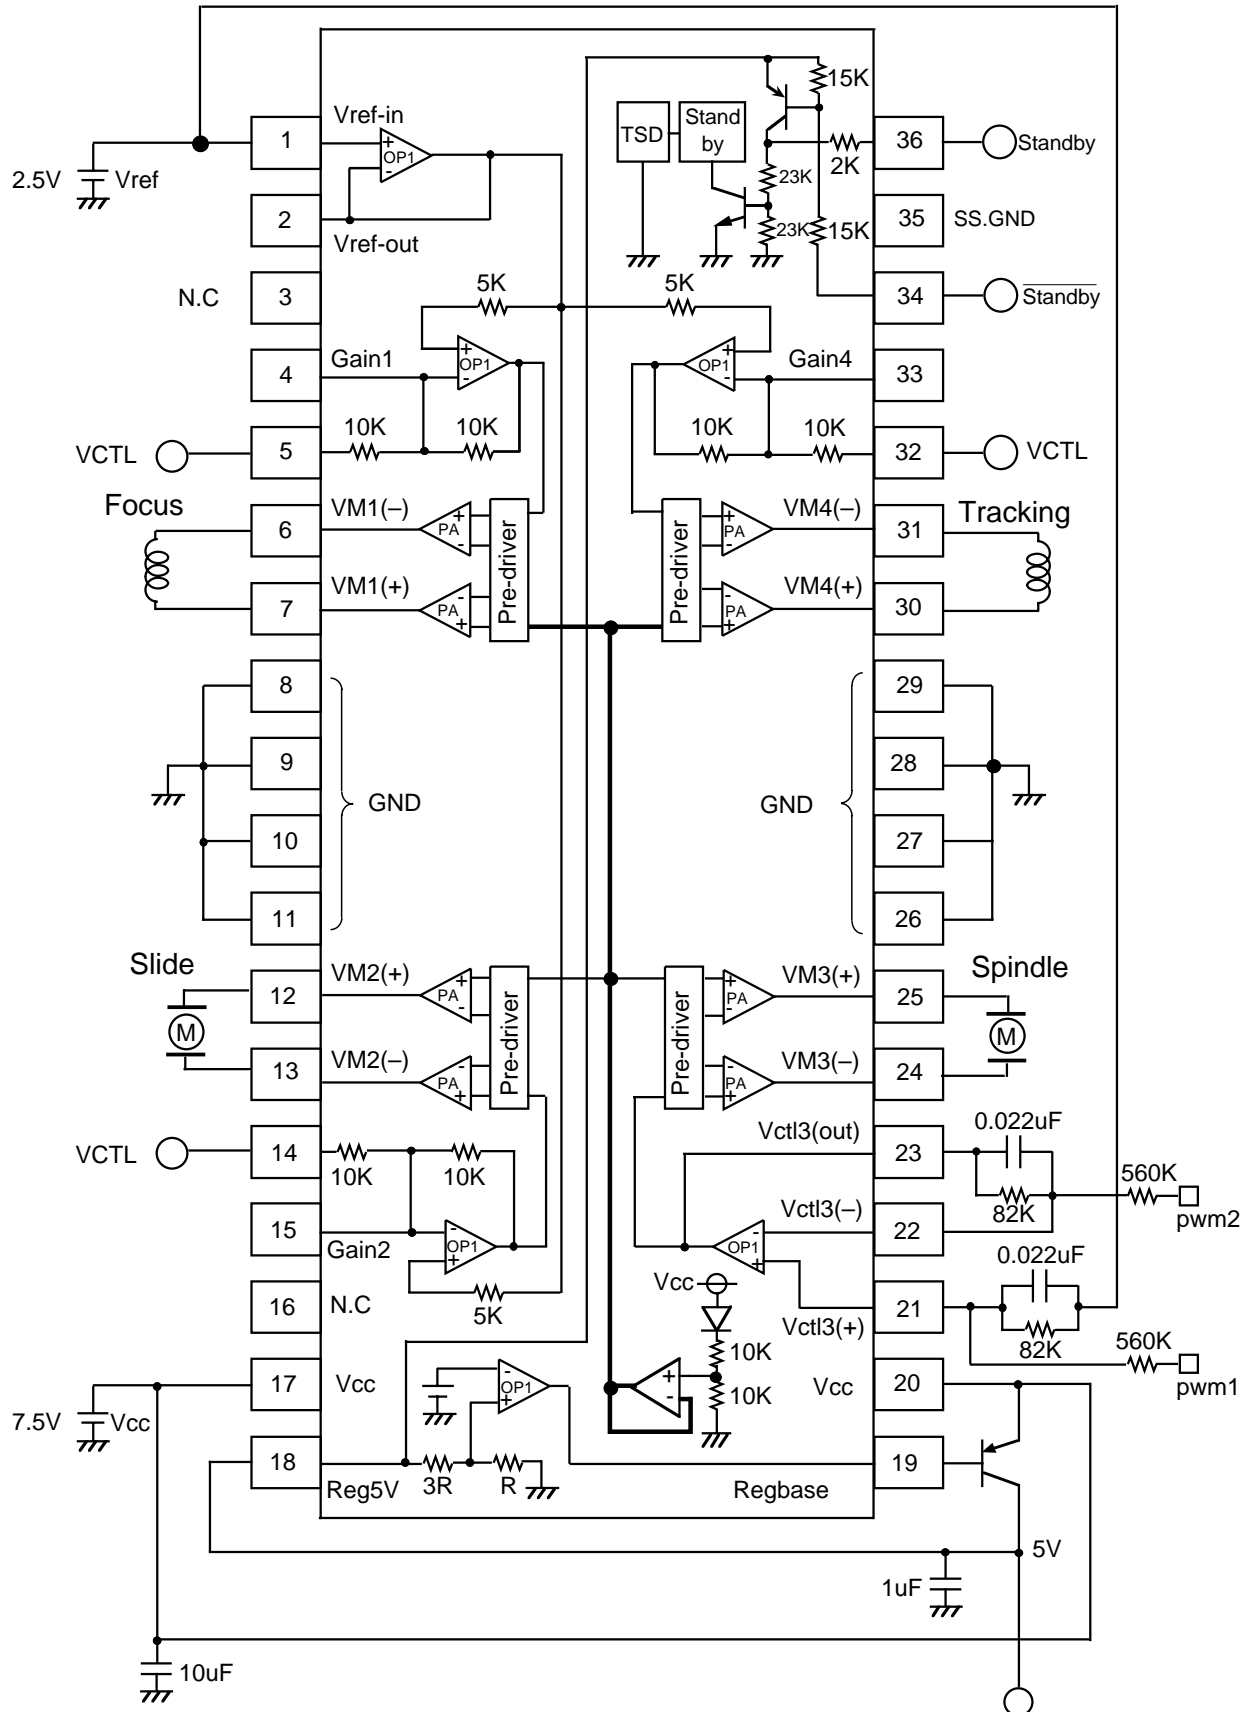 15K
Vref-in
1
+
OP1
-
TSD
Stand
by
2K
36
Standby
2.5V
Vref
23K
2
Vref-out
23K
15K
35
SS.GND
N.C
3
5K
5K
34
Standby
4
Gain1
+
OP1
-
+
OP1
-
Gain4
33
VCTL
5
10K
10K
10K
10K
32
VCTL
Focus
6
VM1(–)
+
PA
-
Pre-driver
Pre-driver
+
PA
-
VM4(–)
31
Tracking
7
VM1(+)
-
PA
+
-
PA
+
VM4(+)
30
8
29
9
28
GND
GND
10
27
11
26
Slide
12
VM2(+)
+
PA
-
Pre-driver
Pre-driver
+
PA
-
VM3(+)
25
Spindle
M
M
13
VM2(–)
-
PA
+
-
PA
+
VM3(–)
24
VCTL
14
10K
10K
Vctl3(out)
23
0.022uF
82K
560K
pwm2
15
Gain2
-
OP1
+
Vctl3(–)
-
OP1
+
22
0.022uF
16
N.C
5K
Vcc
Vctl3(+)
21
82K
560K
pwm1
10K
17
Vcc
-
OP1
+
+
-
10K
Vcc
20
7.5V
Vcc
18
Reg5V
3R
R
Regbase
19
5V
1uF
10uF